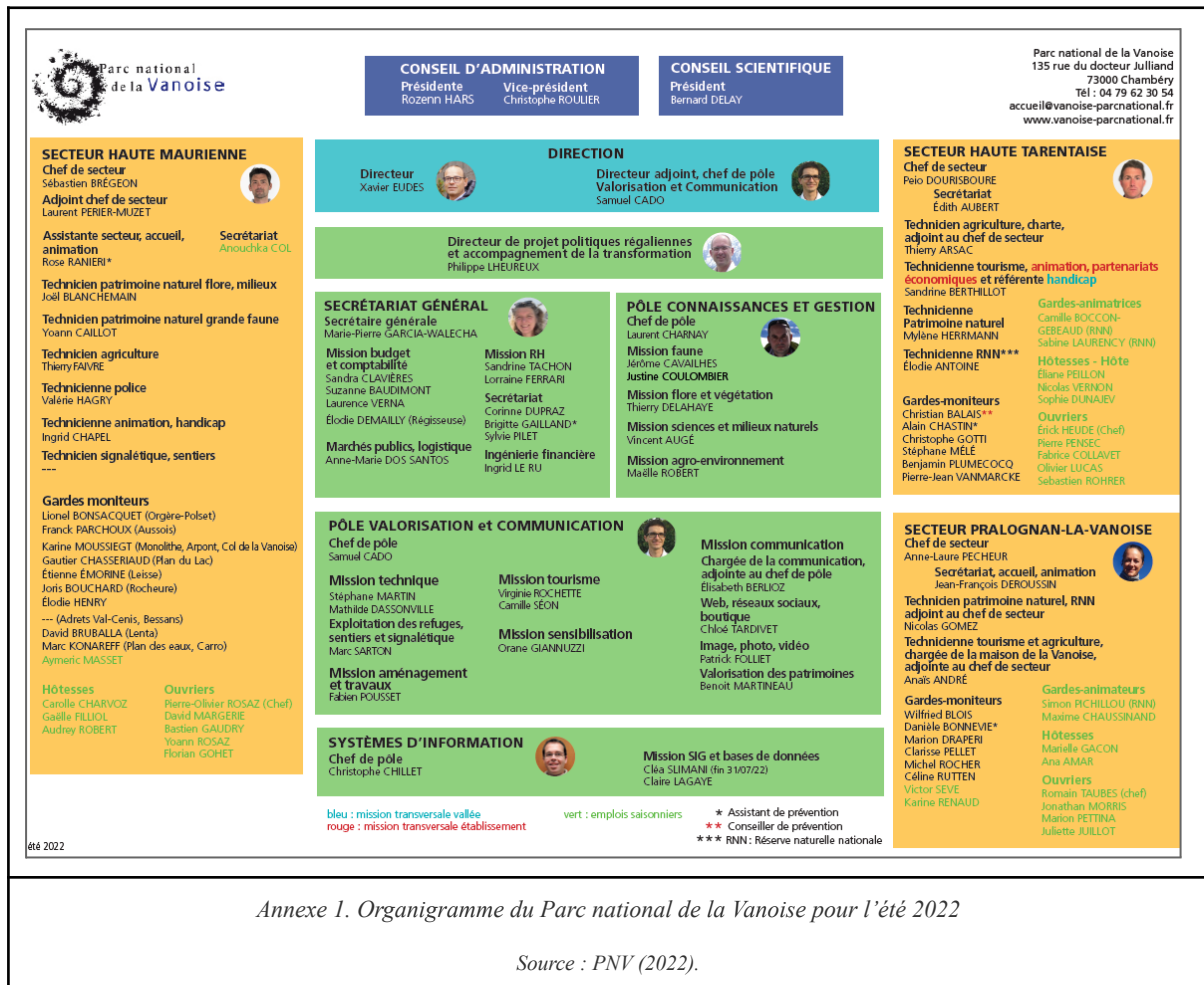 Parc national
de la Vanoise
CONSEIL D'ADMINISTRATION
Présidente
Rozenn HARS
Vice-président
Christophe ROULIER
CONSEIL SCIENTIFIQUE
Président
Bernard DELAY
Parc national de la Vanoise
135 rue du docteur Julliand
73000 Chambéry
Tél : 04 79 62 30 54
accueil@vanoise-parcnational.fr
www.vanoise-parcnational.fr
SECTEUR HAUTE MAURIENNE
Chef de secteur
Sébastien BRÉGEON
Adjoint chef de secteur
Laurent PERIER-MUZET
Assistante secteur, accueil,
animation
Rose RANIERI*
Secrétariat
Anouchka COL
Technicien patrimoine naturel flore, milieux
Joël BLANCHEMAIN
Technicien patrimoine naturel grande faune
Yoann CAILLOT
Technicien agriculture
Thierry FAIVRE
Technicienne police
Valérie HAGRY
Technicienne animation, handicap
Ingrid CHAPEL
Technicien signalétique, sentiers
---
Gardes moniteurs
Lionel BONSACQUET (Orgère-Polset)
Franck PARCHOUX (Aussois)
Karine MOUSSIEGT (Monolithe, Arpont, Col de la Vanoise)
Gautier CHASSERIAUD (Plan du Lac)
Étienne ÉMORINE (Leisse)
Joris BOUCHARD (Rocheure)
Élodie HENRY
--- (Adrets Val-Cenis, Bessans)
David BRUBALLA (Lenta)
Marc KONAREFF (Plan des eaux, Carro)
Aymeric MASSET
Hôtesses
Carolle CHARVOZ
Gaëlle FILLIOL
Audrey ROBERT
Ouvriers
Pierre-Olivier ROSAZ (Chef)
David MARGERIE
Bastien GAUDRY
Yoann ROSAZ
Florian GOHET
DIRECTION
Directeur
Xavier EUDES
Directeur adjoint, chef de pôle
Valorisation et Communication
Samuel CADO
Directeur de projet politiques régaliennes
et accompagnement de la transformation
Philippe LHEUREUX
SECRÉTARIAT GÉNÉRAL
Secrétaire générale
Marie-Pierre GARCIA-WALECHA
Mission budget
et comptabilité
Sandra CLAVIÈRES
Suzanne BAUDIMONT
Laurence VERNA
Élodie DEMAILLY (Régisseuse)
Marchés publics, logistique
Anne-Marie DOS SANTOS
Mission RH
Sandrine TACHON
Lorraine FERRARI
Secrétariat
Corinne DUPRAZ
Brigitte GAILLAND*
Sylvie PILET
Ingénierie financière
Ingrid LE RU
PÔLE CONNAISSANCES ET GESTION
Chef de pôle
Laurent CHARNAY
Mission faune
Jérôme CAVAILHES
Justine COULOMBIER
Mission flore et végétation
Thierry DELAHAYE
Mission sciences et milieux naturels
Vincent AUGÉ
Mission agro-environnement
Maëlle ROBERT
PÔLE VALORISATION et COMMUNICATION
Chef de pôle
Samuel CADO
Mission technique
Stéphane MARTIN
Mathilde DASSONVILLE
Exploitation des refuges,
sentiers et signalétique
Marc SARTON
Mission aménagement
et travaux
Fabien POUSSET
Mission tourisme
Virginie ROCHETTE
Camille SÉON
Mission sensibilisation
Orane GIANNUZZI
Mission communication
Chargée de la communication,
adjointe au chef de pôle
Élisabeth BERLIOZ
Web, réseaux sociaux,
boutique
Chloé TARDIVET
Image, photo, vidéo
Patrick FOLLIET
Valorisation des patrimoines
Benoit MARTINEAU
SYSTÈMES D'INFORMATION
Chef de pôle
Christophe CHILLET
Mission SIG et bases de données
Cléa SLIMANI (fin 31/07/22)
Claire LAGAYE
bleu : mission transversale vallée
rouge : mission transversale établissement
vert : emplois saisonniers
* Assistant de prévention
** Conseiller de prévention
*** RNN : Réserve naturelle nationale
SECTEUR HAUTE TARENTAISE
Chef de secteur
Peio DOURISBOURE
Secrétariat
Édith AUBERT
Technicien agriculture, charte,
adjoint au chef de secteur
Thierry ARSAC
Technicienne tourisme, animation, partenariats
économiques et référente handicap
Sandrine BERTHILLOT
Technicienne
Patrimoine naturel
Mylène HERRMANN
Technicienne RNN***
Élodie ANTOINE
Gardes-moniteurs
Christian BALAIS**
Alain CHASTIN*
Christophe GOTTI
Stéphane MÉLÉ
Benjamin PLUMECOCQ
Pierre-Jean VANMARCKE
Gardes-animatrices
Camille BOCCON-
GEBEAUD (RNN)
Sabine LAURENCY (RNN)
Hôtesses - Hôte
Éliane PEILLON
Nicolas VERNON
Sophie DUNAJEV
Ouvriers
Érick HEUDE (Chef)
Pierre PENSEC
Fabrice COLLAVET
Olivier LUCAS
Sebastien ROHRER
SECTEUR PRALOGNAN-LA-VANOISE
Chef de secteur
Anne-Laure PECHEUR
Secrétariat, accueil, animation
Jean-François DEROUSSIN
Technicien patrimoine naturel, RNN
adjoint au chef de secteur
Nicolas GOMEZ
Technicienne tourisme et agriculture,
chargée de la maison de la Vanoise,
adjointe au chef de secteur
Anaïs ANDRÉ
Gardes-moniteurs
Wilfried BLOIS
Danièle BONNEVIE*
Marion DRAPERI
Clarisse PELLET
Michel ROCHER
Céline RUTTEN
Victor SEVE
Karine RENAUD
Gardes-animateurs
Simon PICHILLOU (RNN)
Maxime CHAUSSINAND
Hôtesses
Marielle GACON
Ana AMAR
Ouvriers
Romain TAUBES (chef)
Jonathan MORRIS
Marion PETTINA
Juliette JUILLOT
été 2022
Annexe 1. Organigramme du Parc national de la Vanoise pour l'été 2022
Source : PNV (2022).